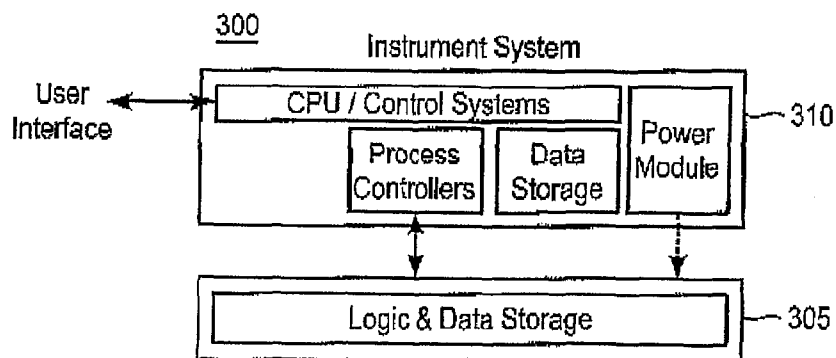 300
Instrument System
User
Interface
CPU / Control Systems
Process
Controllers
Data
Storage
Power
Module
310
Logic & Data Storage
305